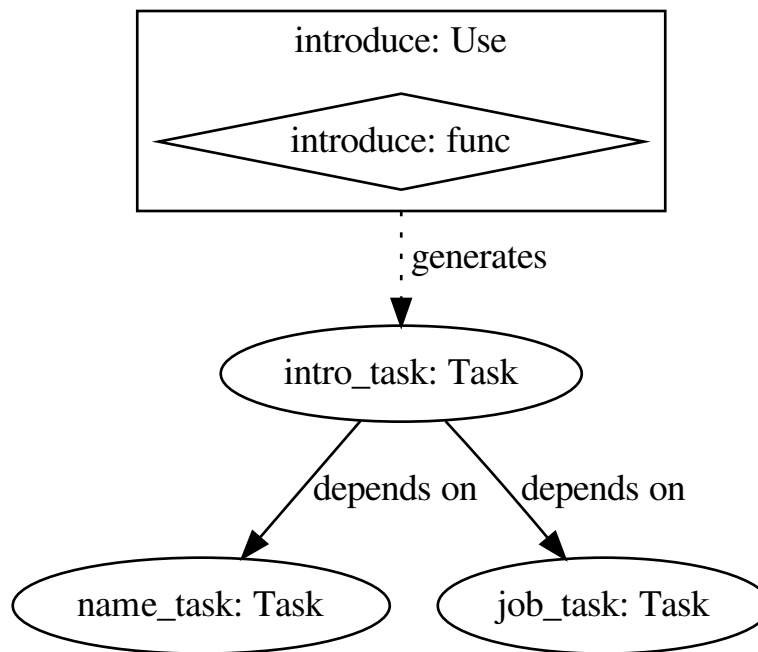 introduce: Use
introduce: func
generates
intro_task: Task
depends on
depends on
name_task: Task
job_task: Task